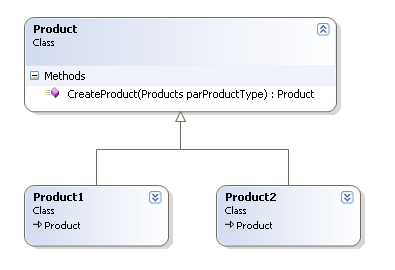 Product
Class
Methods
CreateProduct(Products parProductType) : Product
Product1
Class
Product
Product2
Class
Product